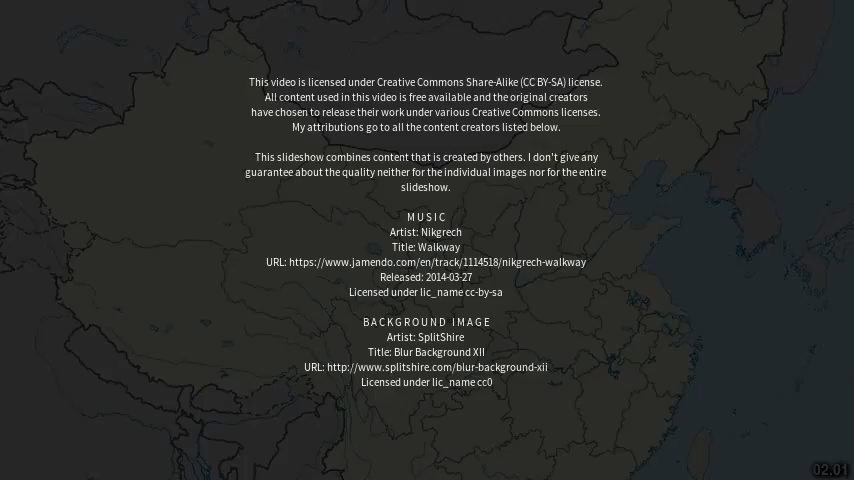 This video is licensed under Creative Commons Share-Alike (CC BY-SA) license.
All content used in this video is free available and the original creators
have chosen to release their work under various Creative Commons licenses.
My attributions go to all the content creators listed below.
This slideshow combines content that is created by others. I don't give any
guarantee about the quality neither for the individual images nor for the entire
slideshow.
MUSIC
Artist: Nikgrech
Title: Walkway
URL: https://www.jamendo.com/en/track/1114518/nikgrech-walkway
Released: 2014-03-27
Licensed under lic_name cc-by-sa
BACKGROUND IMAGE
Artist: SplitShire
Title: Blur Background XII
URL: http://www.splitshire.com/blur-background-xii
Licensed under lic_name cc0
02.01